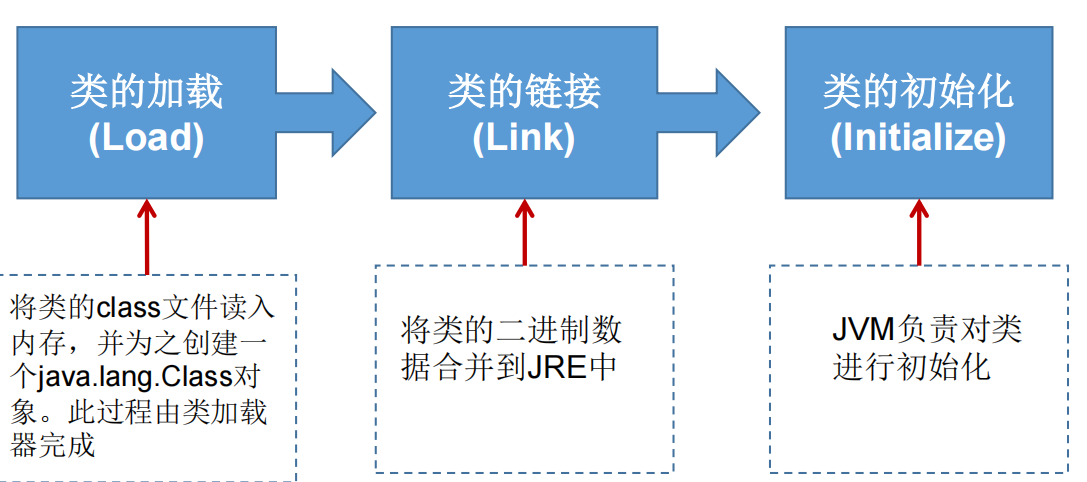 类的加载
(Load)
类的链接
(Link)
类的初始化
(Initialize)
将类的class文件读入
内存，并为之创建一
个java.lang.Class对
象。此过程由类加载
器完成
将类的二进制数
据合并到JRE中
JVM负责对类
进行初始化